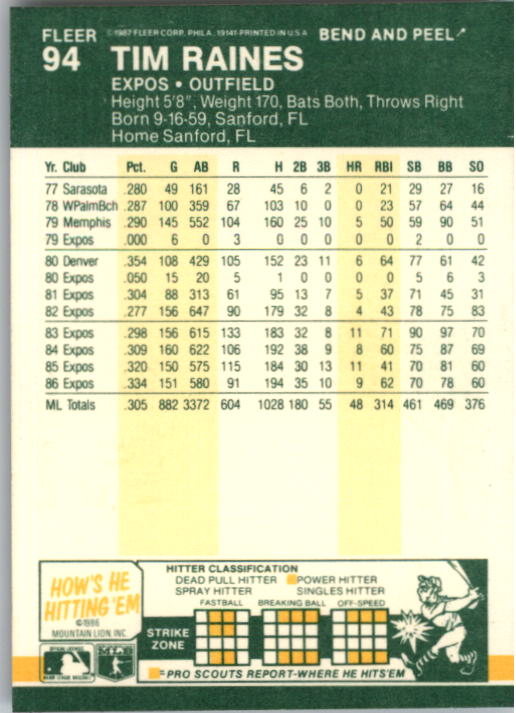 FLEER ©1987 FLEER CORP. PHILA. 19141-PRINTED IN U.S.A BEND AND PEEL
94 TIM RAINES
EXPOS • OUTFIELD
Height 5'8", Weight 170, Bats Both, Throws Right
Born 9-16-59, Sanford, FL
Home Sanford, FL
Yr. Club Pct. G AB R H 2B 3B HR RBI SB BB SO
77 Sarasota .280 49 161 28 45 6 2 0 21 29 27 16
78 WPalmBch .287 100 359 67 103 10 0 0 23 57 64 44
79 Memphis .290 145 552 104 160 25 10 5 50 59 90 51
79 Expos .000 6 0 3 0 0 0 0 0 2 0 0
80 Denver .354 108 429 105 152 23 11 6 64 77 61 42
80 Expos .050 15 20 5 1 0 0 0 0 5 6 3
81 Expos .304 88 313 61 95 13 7 5 37 71 45 31
82 Expos .277 156 647 90 179 32 8 4 43 78 75 83
83 Expos .298 156 615 133 183 32 8 11 71 90 97 70
84 Expos .309 160 622 106 192 38 9 8 60 75 87 69
85 Expos .320 150 575 115 184 30 13 11 41 70 81 60
86 Expos .334 151 580 91 194 35 10 9 62 70 78 60
ML Totals .305 882 3372 604 1028 180 55 48 314 461 469 376
HOW'S HE
HITTING 'EM
©1986
MOUNTAIN LION, INC.
HITTER CLASSIFICATION
DEAD PULL HITTER POWER HITTER
SPRAY HITTER SINGLES HITTER
FASTBALL BREAKING BALL OFF-SPEED
STRIKE
ZONE
MLB
=PRO SCOUTS REPORT-WHERE HE HITS'EM